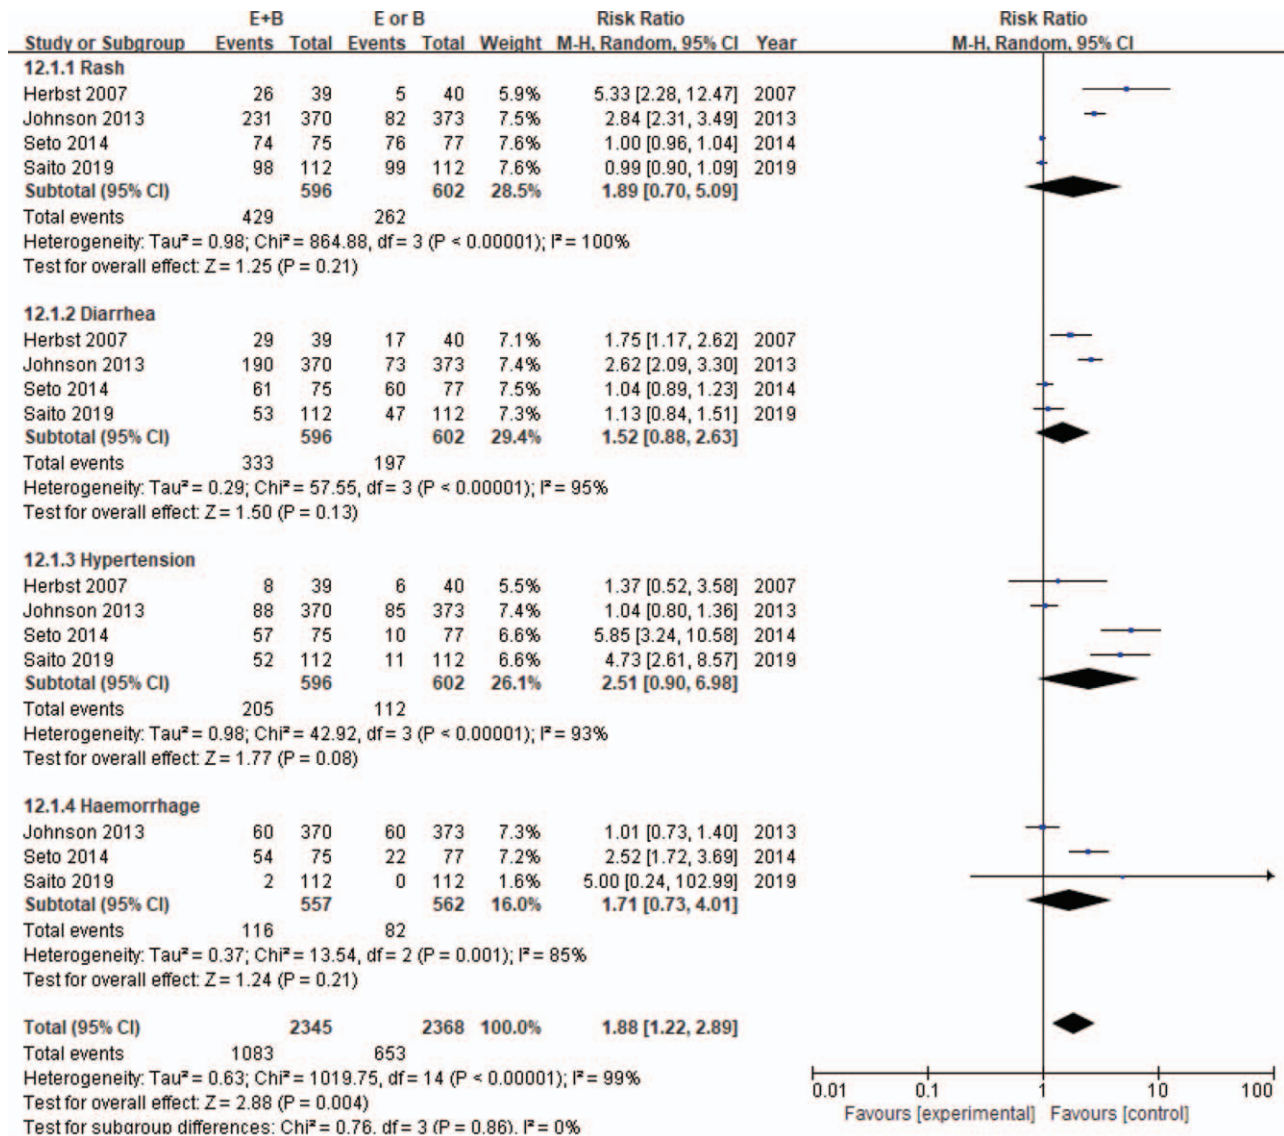 E+B E or B Risk Ratio Risk Ratio
Study or Subgroup Events Total Events Total Weight M-H, Random, 95% CI Year M-H, Random, 95% CI
12.1.1 Rash
Herbst 2007 26 39 5 40 5.9% 5.33 [2.28, 12.47] 2007
Johnson 2013 231 370 82 373 7.5% 2.84 [2.31, 3.49] 2013
Seto 2014 74 75 76 77 7.6% 1.00 [0.96, 1.04] 2014
Saito 2019 98 112 99 112 7.6% 0.99 [0.90, 1.09] 2019
Subtotal (95% CI) 596 602 28.5% 1.89 [0.70, 5.09]
Total events 429 262
Heterogeneity: Tau² = 0.98; Chi² = 864.88, df = 3 (P < 0.00001); I² = 100%
Test for overall effect: Z = 1.25 (P = 0.21)
12.1.2 Diarrhea
Herbst 2007 29 39 17 40 7.1% 1.75 [1.17, 2.62] 2007
Johnson 2013 190 370 73 373 7.4% 2.62 [2.09, 3.30] 2013
Seto 2014 61 75 60 77 7.5% 1.04 [0.89, 1.23] 2014
Saito 2019 53 112 47 112 7.3% 1.13 [0.84, 1.51] 2019
Subtotal (95% CI) 596 602 29.4% 1.52 [0.88, 2.63]
Total events 333 197
Heterogeneity: Tau² = 0.29; Chi² = 57.55, df = 3 (P < 0.00001); I² = 95%
Test for overall effect: Z = 1.50 (P = 0.13)
12.1.3 Hypertension
Herbst 2007 8 39 6 40 5.5% 1.37 [0.52, 3.58] 2007
Johnson 2013 88 370 85 373 7.4% 1.04 [0.80, 1.36] 2013
Seto 2014 57 75 10 77 6.6% 5.85 [3.24, 10.58] 2014
Saito 2019 52 112 11 112 6.6% 4.73 [2.61, 8.57] 2019
Subtotal (95% CI) 596 602 26.1% 2.51 [0.90, 6.98]
Total events 205 112
Heterogeneity: Tau² = 0.98; Chi² = 42.92, df = 3 (P < 0.00001); I² = 93%
Test for overall effect: Z = 1.77 (P = 0.08)
12.1.4 Haemorrhage
Johnson 2013 60 370 60 373 7.3% 1.01 [0.73, 1.40] 2013
Seto 2014 54 75 22 77 7.2% 2.52 [1.72, 3.69] 2014
Saito 2019 2 112 0 112 1.6% 5.00 [0.24, 102.99] 2019
Subtotal (95% CI) 557 562 16.0% 1.71 [0.73, 4.01]
Total events 116 82
Heterogeneity: Tau² = 0.37; Chi² = 13.54, df = 2 (P = 0.001); I² = 85%
Test for overall effect: Z = 1.24 (P = 0.21)
Total (95% CI) 2345 2368 100.0% 1.88 [1.22, 2.89]
Total events 1083 653
Heterogeneity: Tau² = 0.63; Chi² = 1019.75, df = 14 (P < 0.00001); I² = 99%
Test for overall effect: Z = 2.88 (P = 0.004)
Test for subgroup differences: Chi² = 0.76, df = 3 (P = 0.86), I² = 0%
0.01 0.1 1 10 100
Favours [experimental] Favours [control]